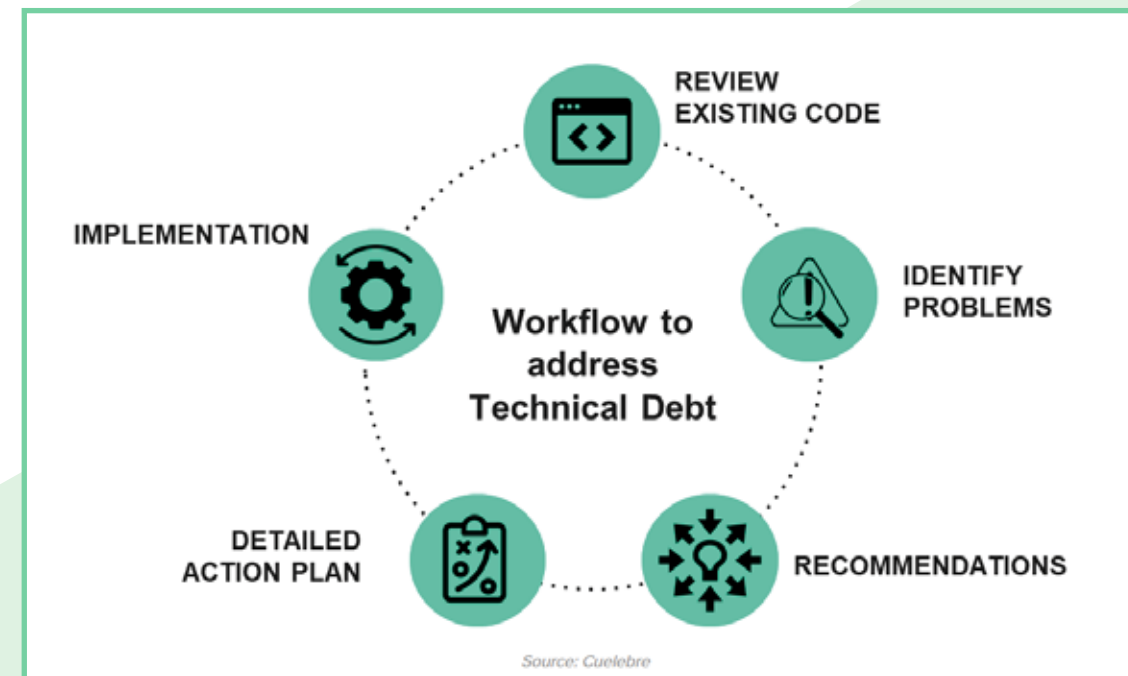 REVIEW
EXISTING CODE
IDENTIFY
PROBLEMS
RECOMMENDATIONS
DETAILED
ACTION PLAN
IMPLEMENTATION
Workflow to
address
Technical Debt
Source: Cuelebre